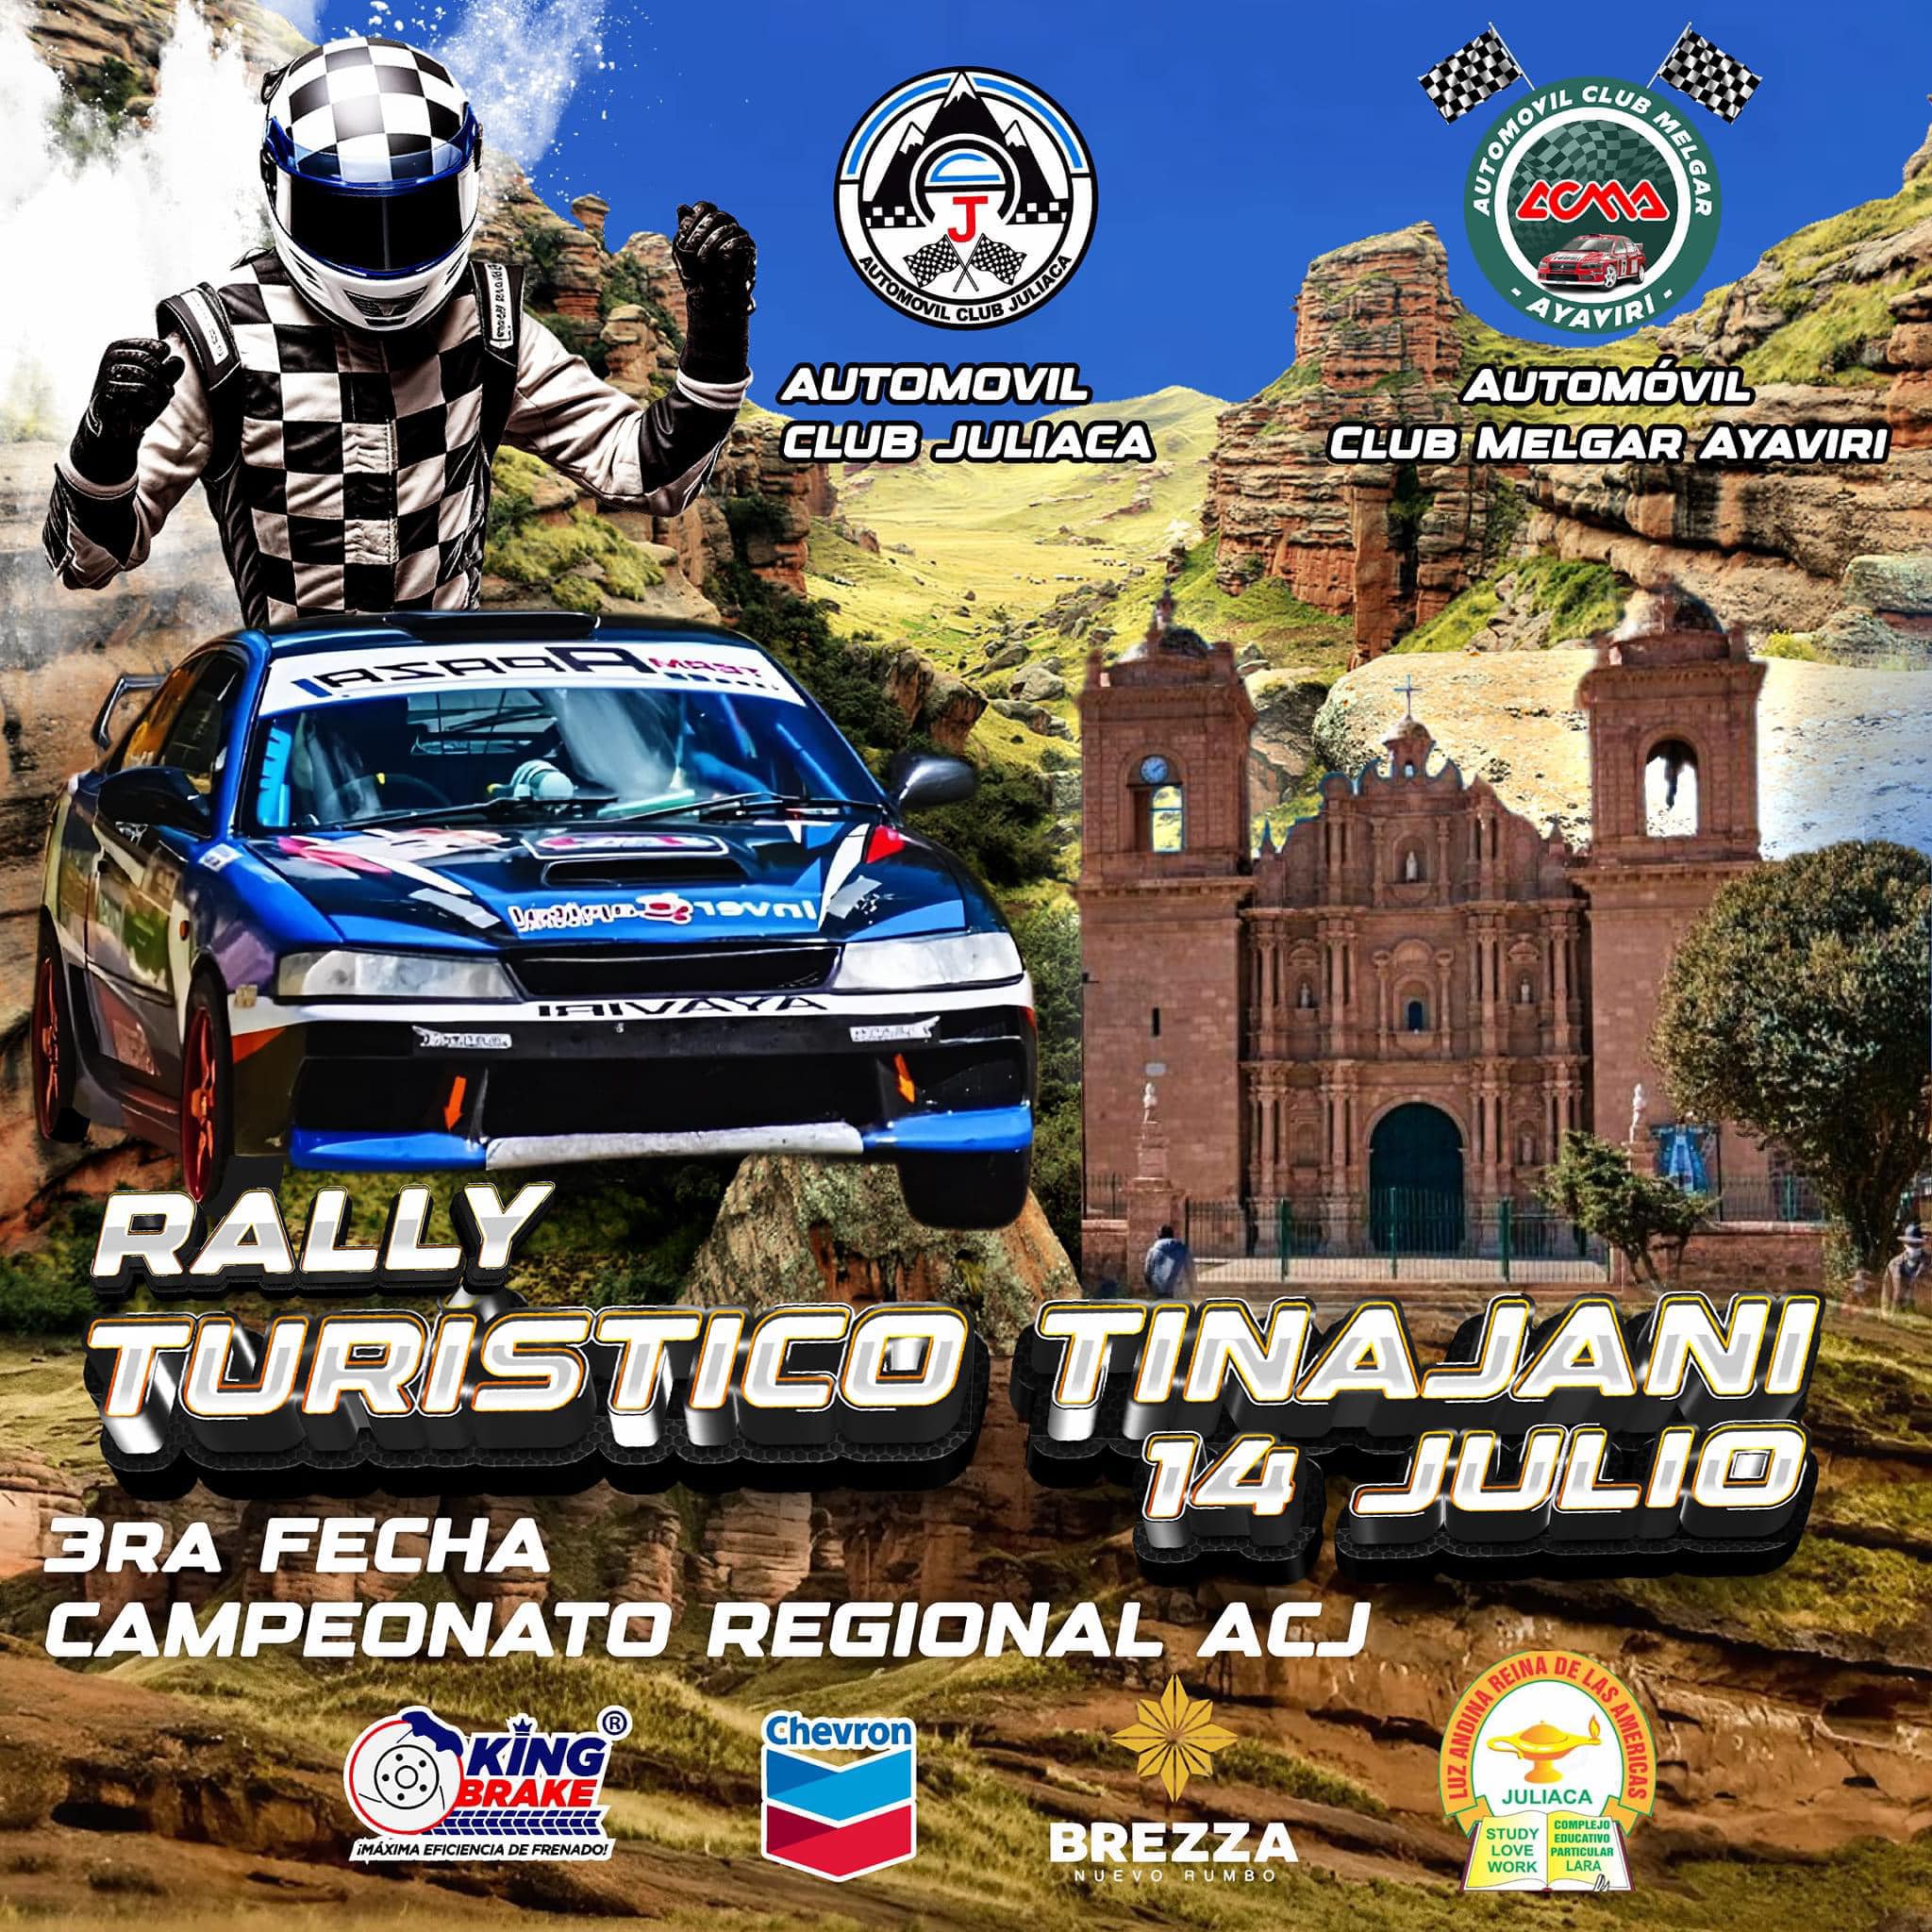 AUTOMOVIL CLUB JULIACA
J
AUTOMOVIL CLUB MELGAR
ACMA
- AYAVIRI -
AUTOMOVIL
CLUB JULIACA
AUTOMÓVIL
CLUB MELGAR AYAVIRI
AYAVIRI
RALLY
TURÍSTICO TINAJANI
14 JULIO
3RA FECHA
CAMPEONATO REGIONAL ACJ
KING ®
BRAKE
¡MÁXIMA EFICIENCIA DE FRENADO!
Chevron
BREZZA
NUEVO RUMBO
LUZ ANDINA REINA DE LAS AMERICAS
JULIACA
STUDY
LOVE
WORK
COMPLEJO
EDUCATIVO
PARTICULAR
LARA